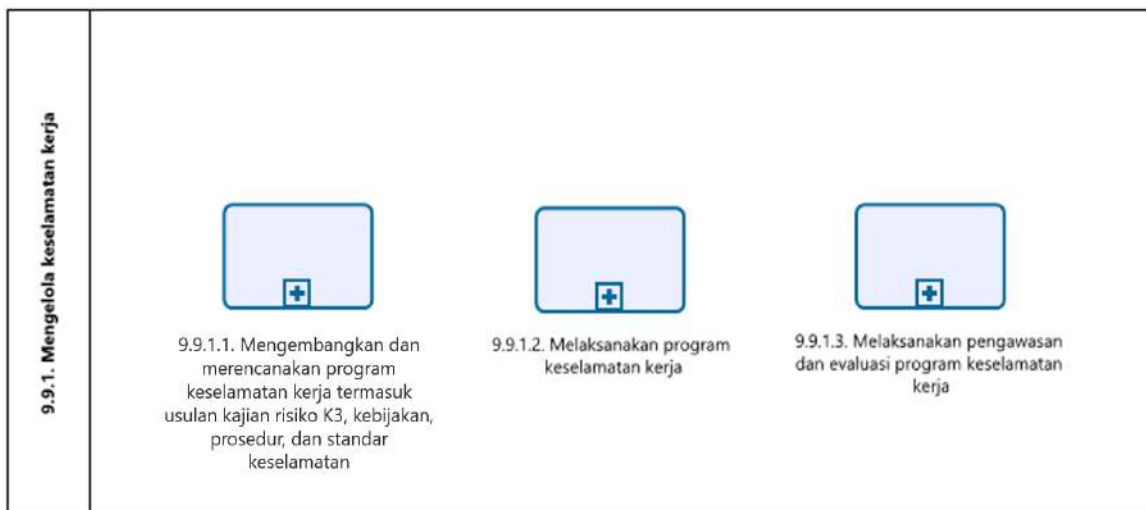 9.9.1. Mengelola keselamatan kerja
9.9.1.1. Mengembangkan dan
merencanakan program
keselamatan kerja termasuk
usulan kajian risiko K3, kebijakan,
prosedur, dan standar
keselamatan
9.9.1.2. Melaksanakan program
keselamatan kerja
9.9.1.3. Melaksanakan pengawasan
dan evaluasi program keselamatan
kerja